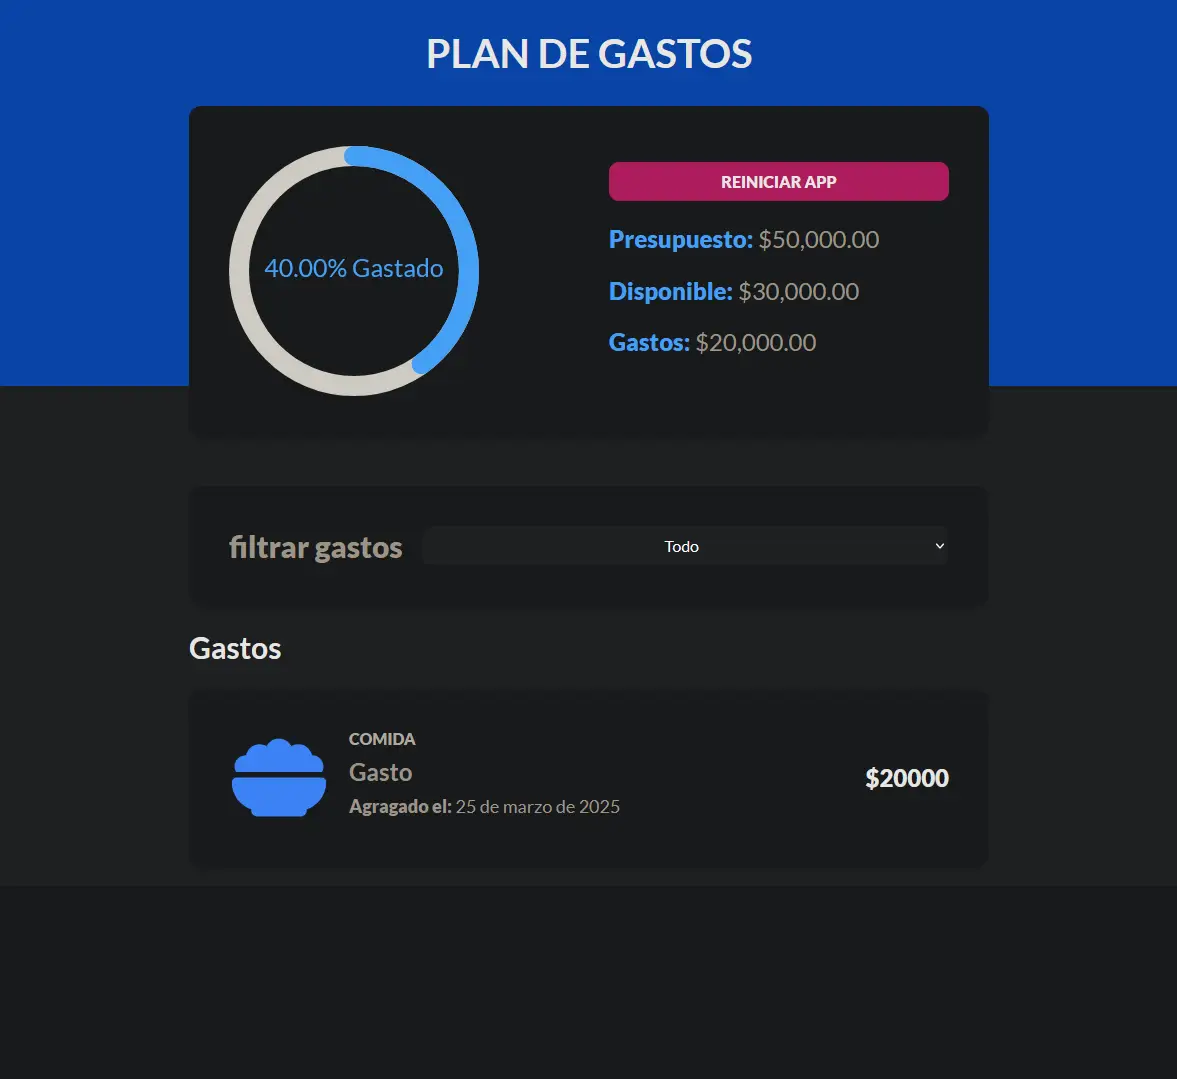 PLAN DE GASTOS
40.00% Gastado
REINICIAR APP
Presupuesto: $50,000.00
Disponible: $30,000.00
Gastos: $20,000.00
filtrar gastos
Todo
Gastos
COMIDA
Gasto
Agragado el: 25 de marzo de 2025
$20000